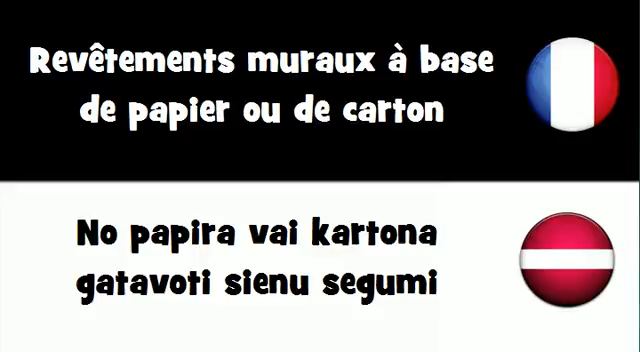 Revêtements muraux à base
de papier ou de carton
No papira vai kartona
gatavoti sienu segumi